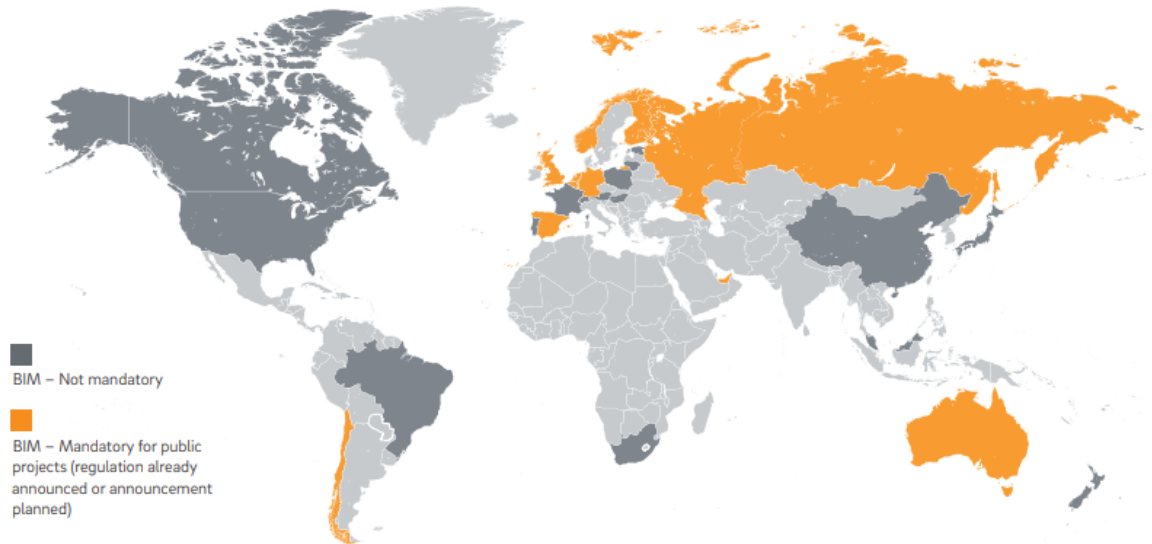 BIM – Not mandatory
BIM – Mandatory for public
projects (regulation already
announced or announcement
planned)